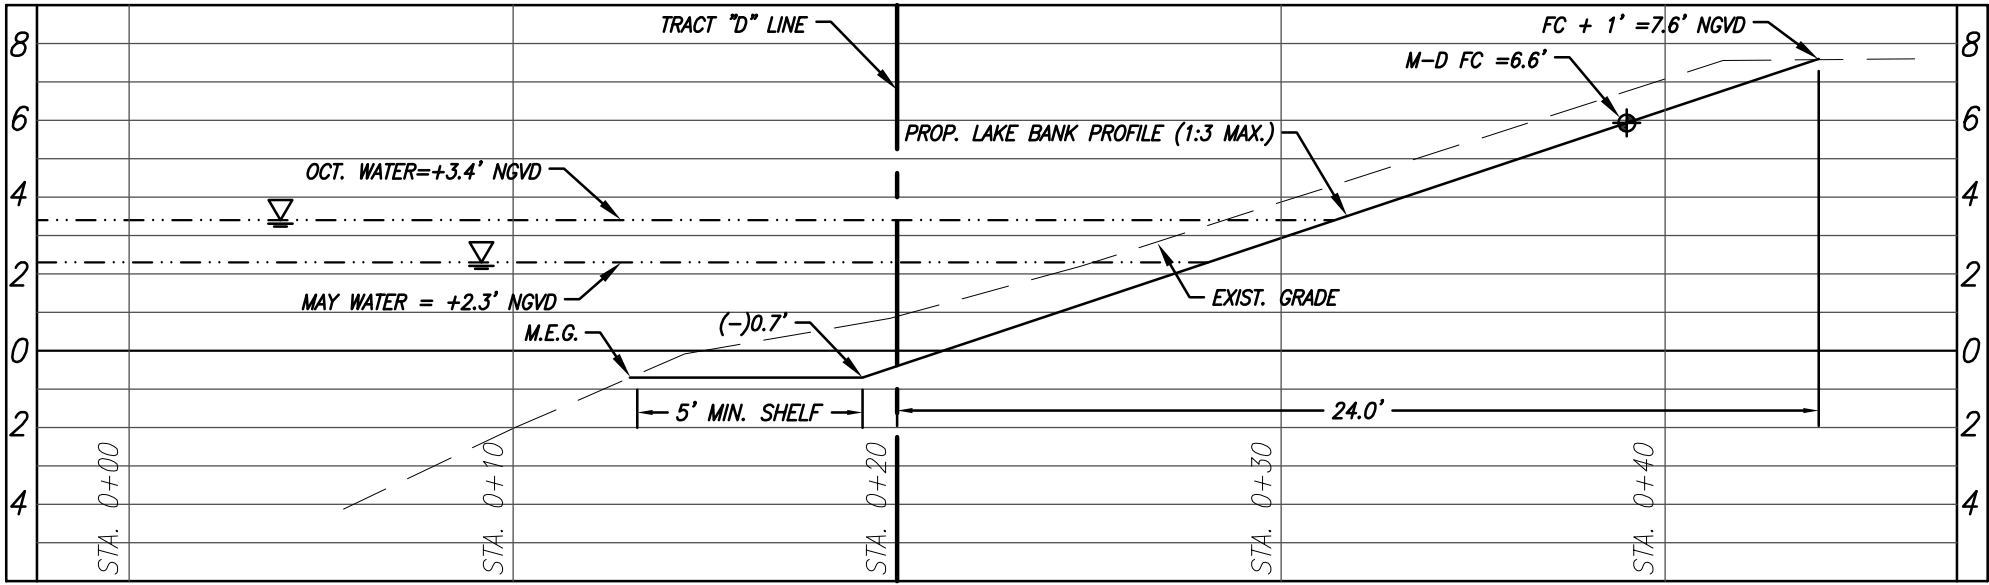 TRACT "D" LINE
FC + 1' =7.6' NGVD
8
8
M-D FC =6.6'
6
6
PROP. LAKE BANK PROFILE (1:3 MAX.)
OCT. WATER=+3.4' NGVD
4
4
2
2
MAY WATER = +2.3' NGVD
EXIST. GRADE
(-)0.7'
M.E.G.
0
0
5' MIN. SHELF
24.0'
2
2
4
4
STA. 0+00
STA. 0+10
STA. 0+20
STA. 0+30
STA. 0+40